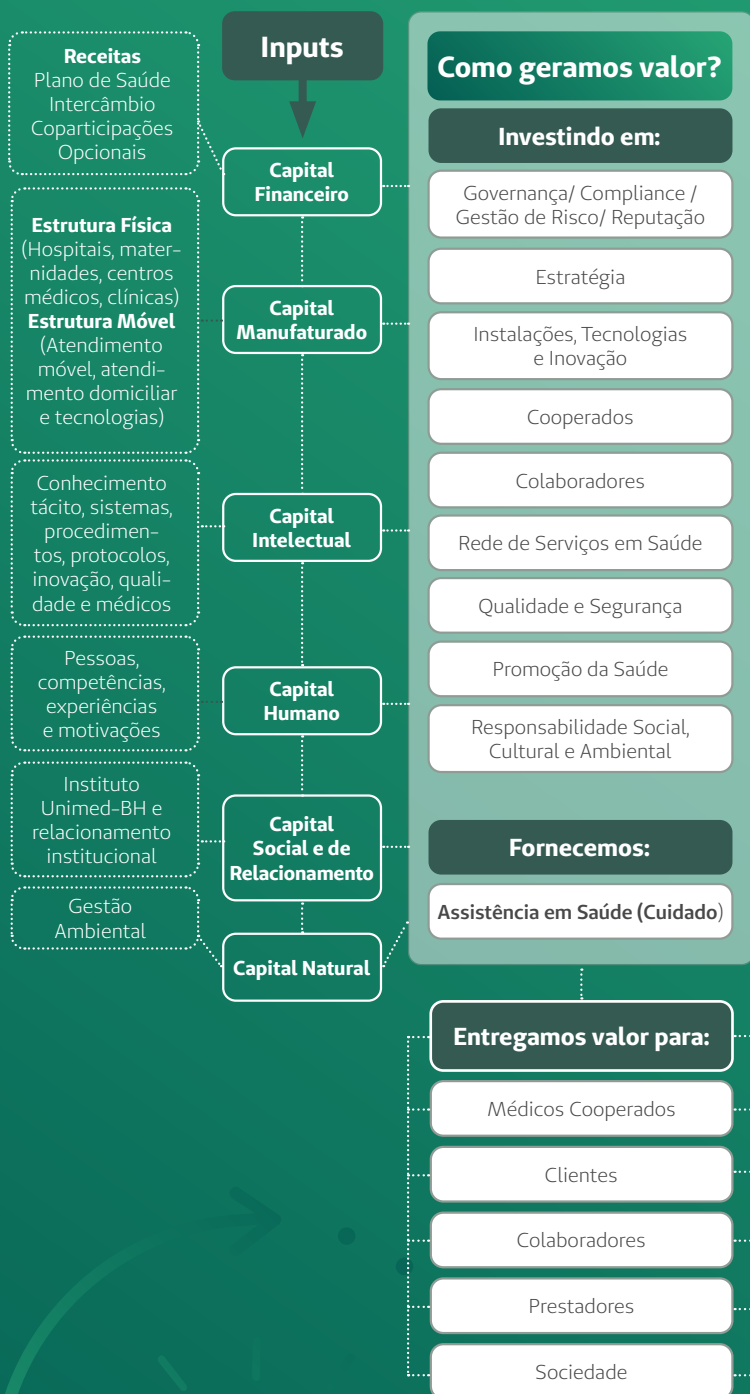 Inputs
Receitas
Plano de Saúde
Intercâmbio
Coparticipações
Opcionais
Capital
Financeiro
Estrutura Física
(Hospitais, mater-
nidades, centros
médicos, clínicas)
Estrutura Móvel
(Atendimento
móvel, atendi-
mento domiciliar
e tecnologias)
Capital
Manufaturado
Conhecimento
tácito, sistemas,
procedimen-
tos, protocolos,
inovação, quali-
dade e médicos
Capital
Intelectual
Pessoas,
competências,
experiências
e motivações
Capital
Humano
Instituto
Unimed-BH e
relacionamento
institucional
Capital
Social e de
Relacionamento
Gestão
Ambiental
Capital Natural
Como geramos valor?
Investindo em:
Governança/ Compliance /
Gestão de Risco/ Reputação
Estratégia
Instalações, Tecnologias
e Inovação
Cooperados
Colaboradores
Rede de Serviços em Saúde
Qualidade e Segurança
Promoção da Saúde
Responsabilidade Social,
Cultural e Ambiental
Fornecemos:
Assistência em Saúde (Cuidado)
Entregamos valor para:
Médicos Cooperados
Clientes
Colaboradores
Prestadores
Sociedade